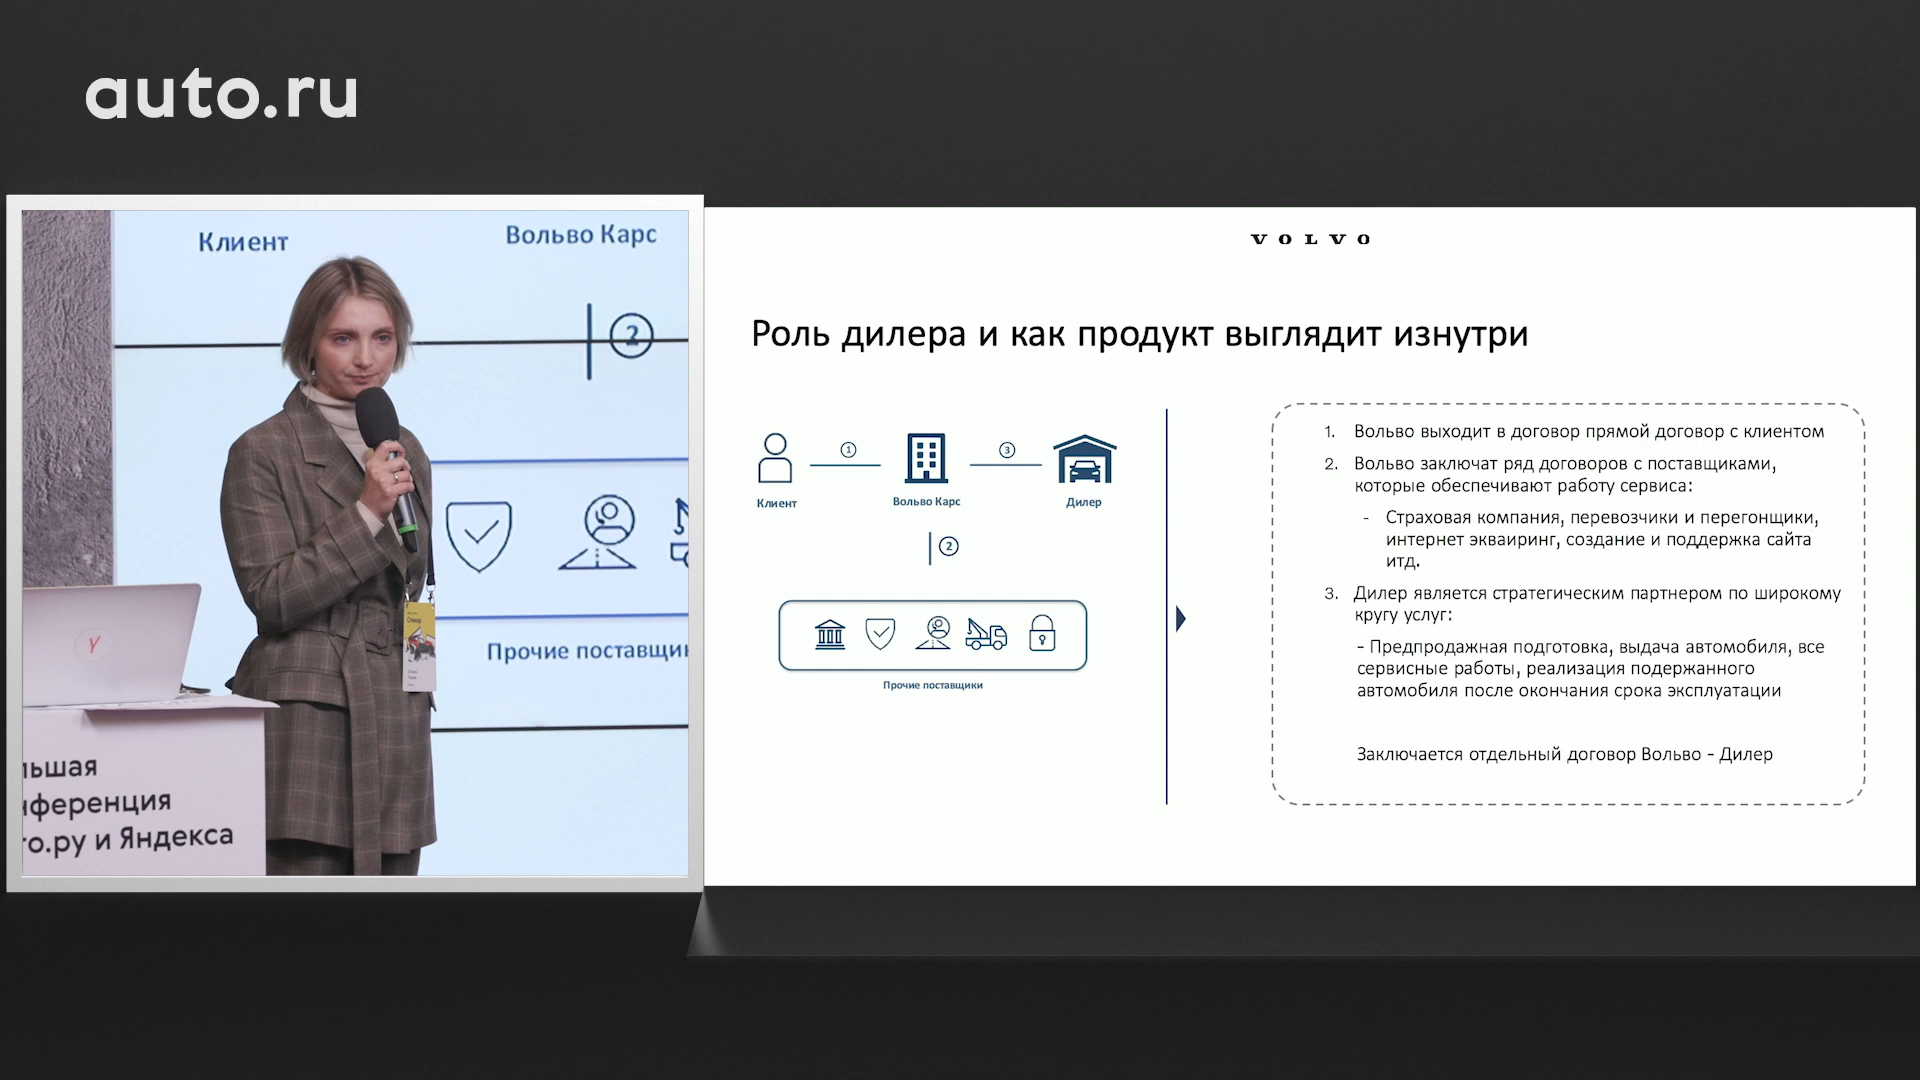 auto.ru
Клиент
Вольво Карс
2
Прочие поставщи
Y
льшая
нференция
то.ру и Яндекса
VOLVO
Роль дилера и как продукт выглядит изнутри
1
3
Клиент
Вольво Карс
Дилер
2
Прочие поставщики
1. Вольво выходит в договор прямой договор с клиентом
2. Вольво заключат ряд договоров с поставщиками,
которые обеспечивают работу сервиса:
- Страховая компания, перевозчики и перегонщики,
интернет экваиринг, создание и поддержка сайта
итд.
3. Дилер является стратегическим партнером по широкому
кругу услуг:
- Предпродажная подготовка, выдача автомобиля, все
сервисные работы, реализация подержанного
автомобиля после окончания срока эксплуатации
Заключается отдельный договор Вольво - Дилер